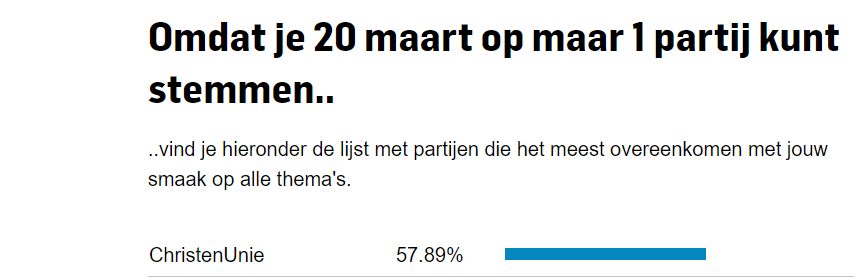 Omdat je 20 maart op maar 1 partij kunt
stemmen..
..vind je hieronder de lijst met partijen die het meest overeenkomen met jouw
smaak op alle thema's.
ChristenUnie 57.89%